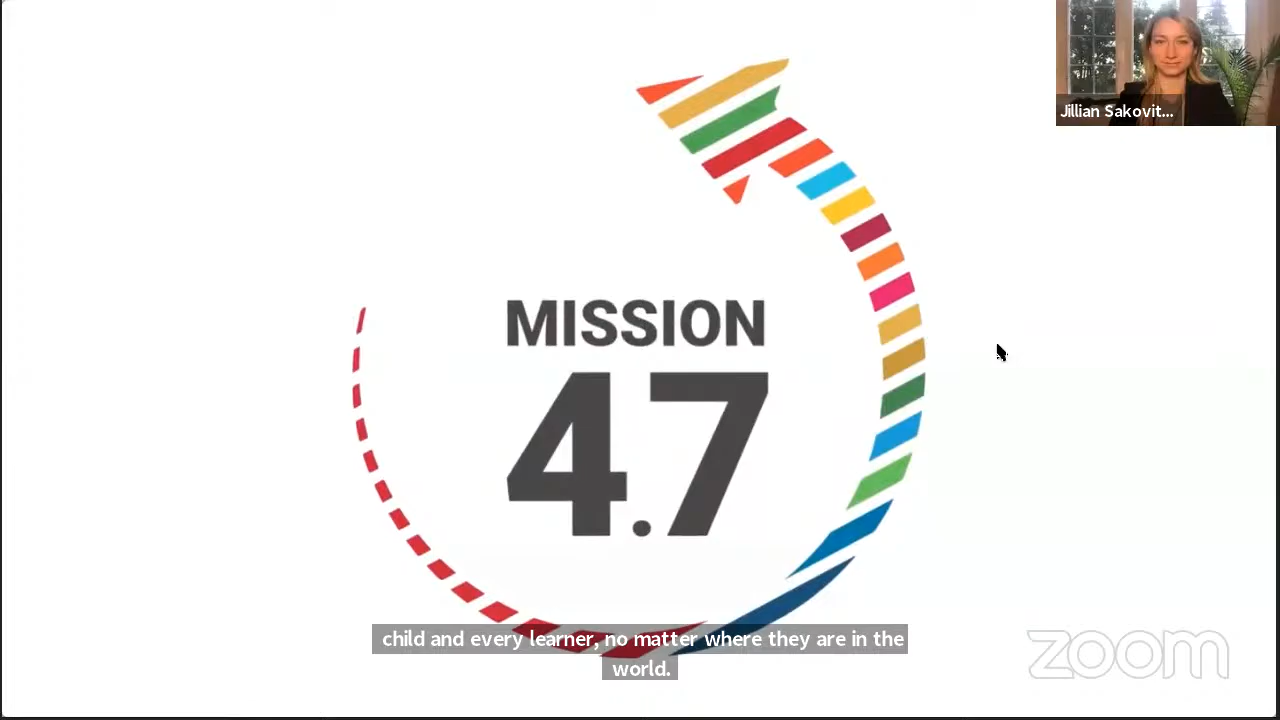 Jillian Sakovit...
MISSION
4.7
child and every learner, no matter where they are in the
world.
zoom